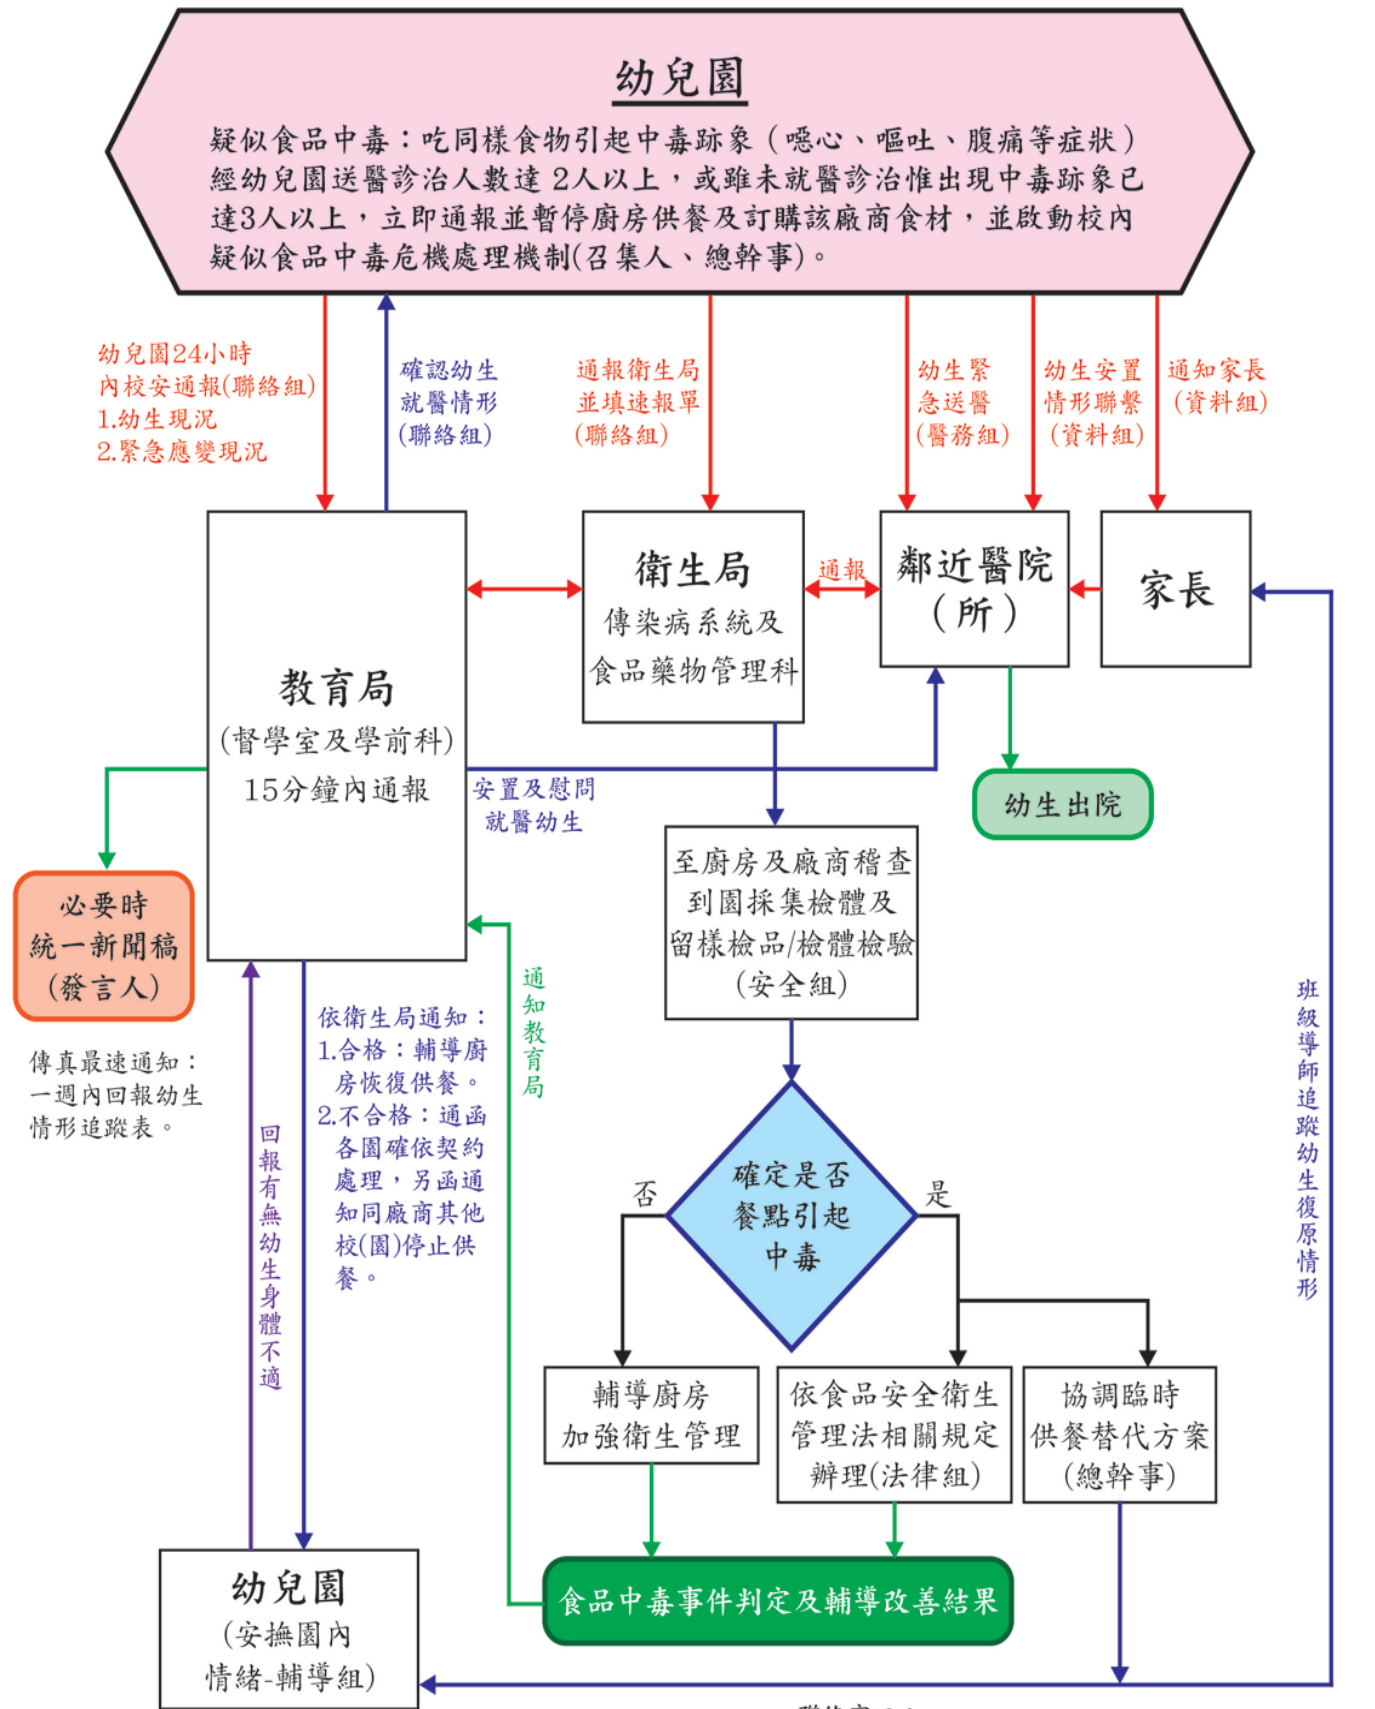 幼兒園
疑似食品中毒：吃同樣食物引起中毒跡象（噁心、嘔吐、腹痛等症狀）
經幼兒園送醫診治人數達 2人以上，或雖未就醫診治惟出現中毒跡象已
達3人以上，立即通報並暫停廚房供餐及訂購該廠商食材，並啟動校內
疑似食品中毒危機處理機制(召集人、總幹事)。
幼兒園24小時
內校安通報(聯絡組)
1.幼生現況
2.緊急應變現況
確認幼生
就醫情形
(聯絡組)
通報衛生局
並填速報單
(聯絡組)
幼生緊
急送醫
(醫務組)
幼生安置
情形聯繫
(資料組)
通知家長
(資料組)
教育局
(督學室及學前科)
15分鐘內通報
衛生局
傳染病系統及
食品藥物管理科
通報
鄰近醫院
（所）
家長
安置及慰問
就醫幼生
幼生出院
必要時
統一新聞稿
(發言人)
至廚房及廠商稽查
到園採集檢體及
留樣檢品/檢體檢驗
(安全組)
傳真最速通知：
一週內回報幼生
情形追蹤表。
回報有無幼生身體不適
依衛生局通知：
1.合格：輔導廚
房恢復供餐。
2.不合格：通函
各園確依契約
處理，另函通
知同廠商其他
校(園)停止供
餐。
通知教育局
班級導師追蹤幼生復原情形
確定是否
餐點引起
中毒
否
是
輔導廚房
加強衛生管理
依食品安全衛生
管理法相關規定
辦理(法律組)
協調臨時
供餐替代方案
(總幹事)
食品中毒事件判定及輔導改善結果
幼兒園
(安撫園內
情緒-輔導組)